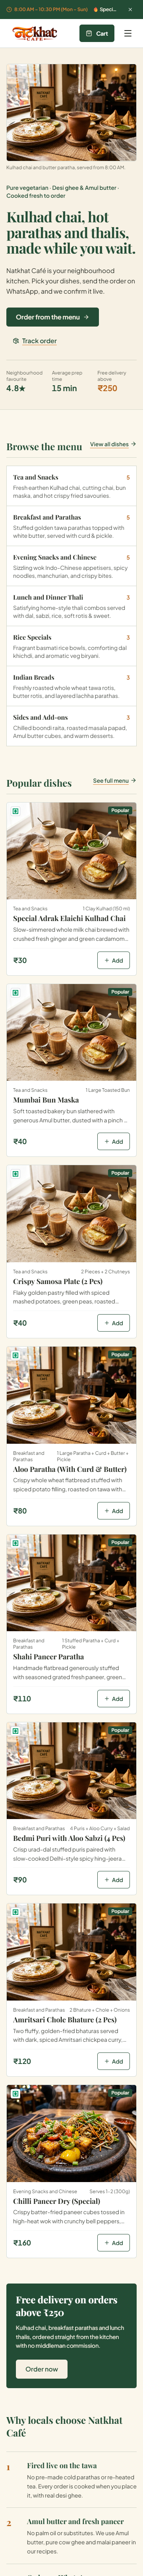 8:00 AM – 10:30 PM (Mon – Sun) 🔥 Speci...
नटखट
CAFE
Cart
Kulhad chai and butter paratha, served from 8:00 AM.
Pure vegetarian · Desi ghee & Amul butter ·
Cooked fresh to order
Kulhad chai, hot
parathas and thalis,
made while you wait.
Natkhat Café is your neighbourhood
kitchen. Pick your dishes, send the order on
WhatsApp, and we confirm it live.
Order from the menu →
Track order
Neighbourhood favourite
4.8★
Average prep time
15 min
Free delivery above
₹250
Browse the menu
View all dishes →
Tea and Snacks 5
Fresh earthen Kulhad chai, cutting chai, bun
maska, and hot crispy fried savouries.
Breakfast and Parathas 5
Stuffed golden tawa parathas topped with
white butter, served with curd & pickle.
Evening Snacks and Chinese 5
Sizzling wok Indo-Chinese appetisers, spicy
noodles, manchurian, and crispy bites.
Lunch and Dinner Thali 3
Satisfying home-style thali combos served
with dal, sabzi, rice, soft rotis & sweet.
Rice Specials 3
Fragrant basmati rice bowls, comforting dal
khichdi, and aromatic veg biryani.
Indian Breads 3
Freshly roasted whole wheat tawa rotis,
butter rotis, and layered lachha parathas.
Sides and Add-ons 3
Chilled boondi raita, roasted masala papad,
Amul butter cubes, and warm desserts.
Popular dishes
See full menu →
Popular
Tea and Snacks 1 Clay Kulhad (150 ml)
Special Adrak Elaichi Kulhad Chai
Slow-simmered whole milk chai brewed with
crushed fresh ginger and green cardamom...
₹30
+ Add
Popular
Tea and Snacks 1 Large Toasted Bun
Mumbai Bun Maska
Soft toasted bakery bun slathered with
generous Amul butter, dusted with a pinch ...
₹40
+ Add
Popular
Tea and Snacks 2 Pieces + 2 Chutneys
Crispy Samosa Plate (2 Pcs)
Flaky golden pastry filled with spiced
mashed potatoes, green peas, roasted...
₹40
+ Add
Popular
Breakfast and Parathas
1 Large Paratha + Curd + Butter + Pickle
Aloo Paratha (With Curd & Butter)
Crispy whole wheat flatbread stuffed with
spiced potato filling, roasted on tawa with...
₹80
+ Add
Popular
Breakfast and Parathas
1 Stuffed Paratha + Curd + Pickle
Shahi Paneer Paratha
Handmade flatbread generously stuffed
with seasoned grated fresh paneer, green...
₹110
+ Add
Popular
Breakfast and Parathas 4 Puris + Aloo Curry + Salad
Bedmi Puri with Aloo Sabzi (4 Pcs)
Crisp urad-dal stuffed puris paired with
slow-cooked Delhi-style spicy hing-jeera...
₹90
+ Add
Popular
Breakfast and Parathas 2 Bhature + Chole + Onions
Amritsari Chole Bhature (2 Pcs)
Two fluffy, golden-fried bhaturas served
with dark, spiced Amritsari chickpea curry,...
₹120
+ Add
Popular
Evening Snacks and Chinese Serves 1-2 (300g)
Chilli Paneer Dry (Special)
Crispy batter-fried paneer cubes tossed in
high-heat wok with crunchy bell peppers,...
₹160
+ Add
Free delivery on orders
above ₹250
Kulhad chai, breakfast parathas and lunch
thalis, ordered straight from the kitchen
with no middlemen commission.
Order now
Why locals choose Natkhat
Café
1
Fired live on the tawa
No pre-made cold parathas or re-heated
tea. Every order is cooked when you place
it, with real desi ghee.
2
Amul butter and fresh paneer
No palm oil or substitutes. We use Amul
butter, pure cow ghee and malai paneer in
our recipes.